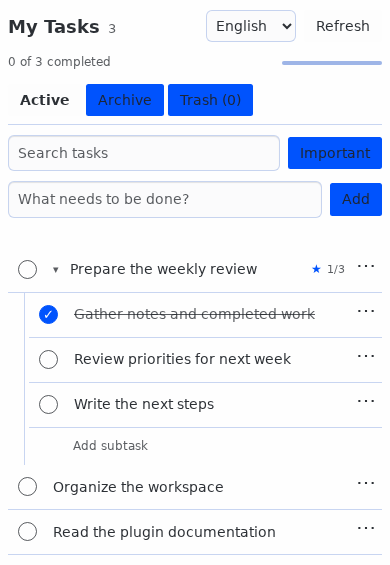 My Tasks 3 English Refresh
0 of 3 completed
Active Archive Trash (0)
Search tasks Important
What needs to be done? Add
▾ Prepare the weekly review ★ 1/3 ···
✓ Gather notes and completed work ···
Review priorities for next week ···
Write the next steps ···
Add subtask
Organize the workspace ···
Read the plugin documentation ···